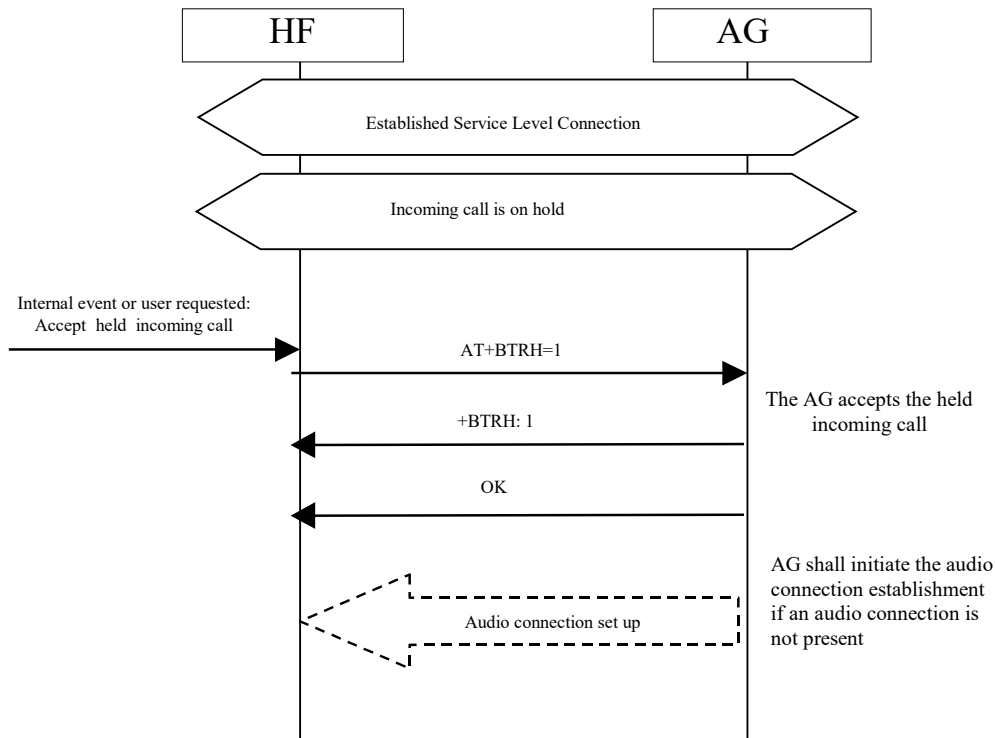 HF
AG
Established Service Level Connection
Incoming call is on hold
Internal event or user requested:
Accept held incoming call
AT+BTRH=1
The AG accepts the held
incoming call
+BTRH: 1
OK
AG shall initiate the audio
connection establishment
if an audio connection is
not present
Audio connection set up